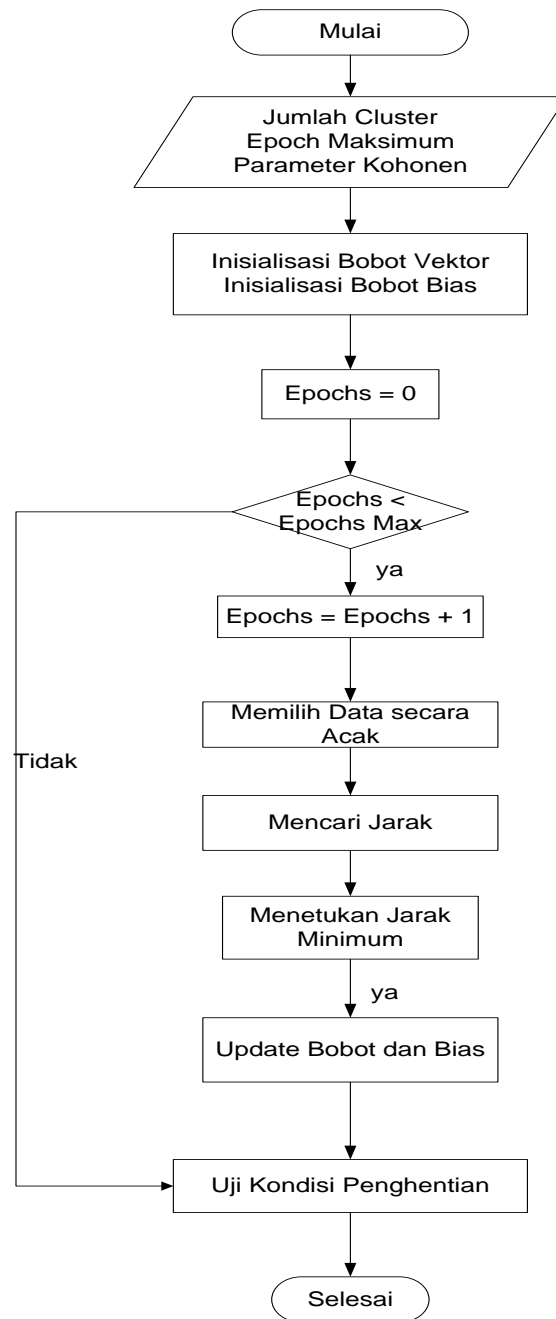 Mulai
Jumlah Cluster
Epoch Maksimum
Parameter Kohonen
Inisialisasi Bobot Vektor
Inisialisasi Bobot Bias
Epochs = 0
Epochs <
Epochs Max
ya
Epochs = Epochs + 1
Memilih Data secara
Acak
Tidak
Mencari Jarak
Menetukan Jarak
Minimum
ya
Update Bobot dan Bias
Uji Kondisi Penghentian
Selesai